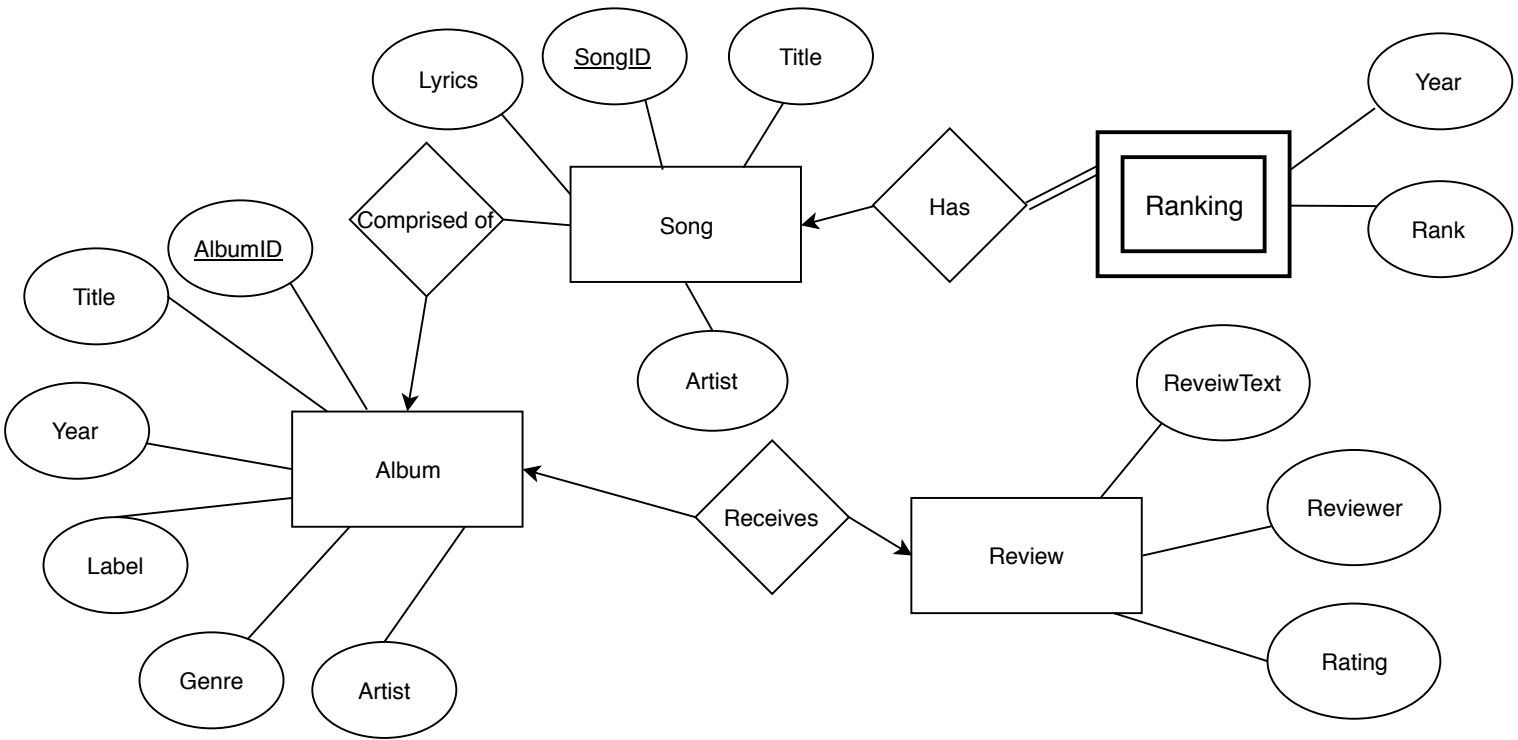 Lyrics
SongID
Title
Year
Comprised of
Song
Has
Ranking
Rank
AlbumID
Title
Artist
ReveiwText
Year
Album
Receives
Review
Reviewer
Label
Genre
Artist
Rating